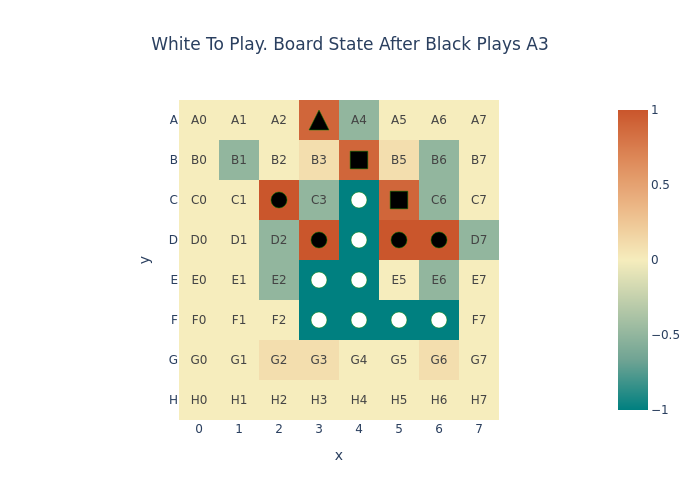 White To Play. Board State After Black Plays A3
A A0 A1 A2 A4 A5 A6 A7
B B0 B1 B2 B3 B5 B6 B7
C C0 C1 C3 C6 C7
D D0 D1 D2 D7
E E0 E1 E2 E5 E6 E7
F F0 F1 F2 F7
G G0 G1 G2 G3 G4 G5 G6 G7
H H0 H1 H2 H3 H4 H5 H6 H7
0 1 2 3 4 5 6 7
x
y
1
0.5
0
−0.5
−1